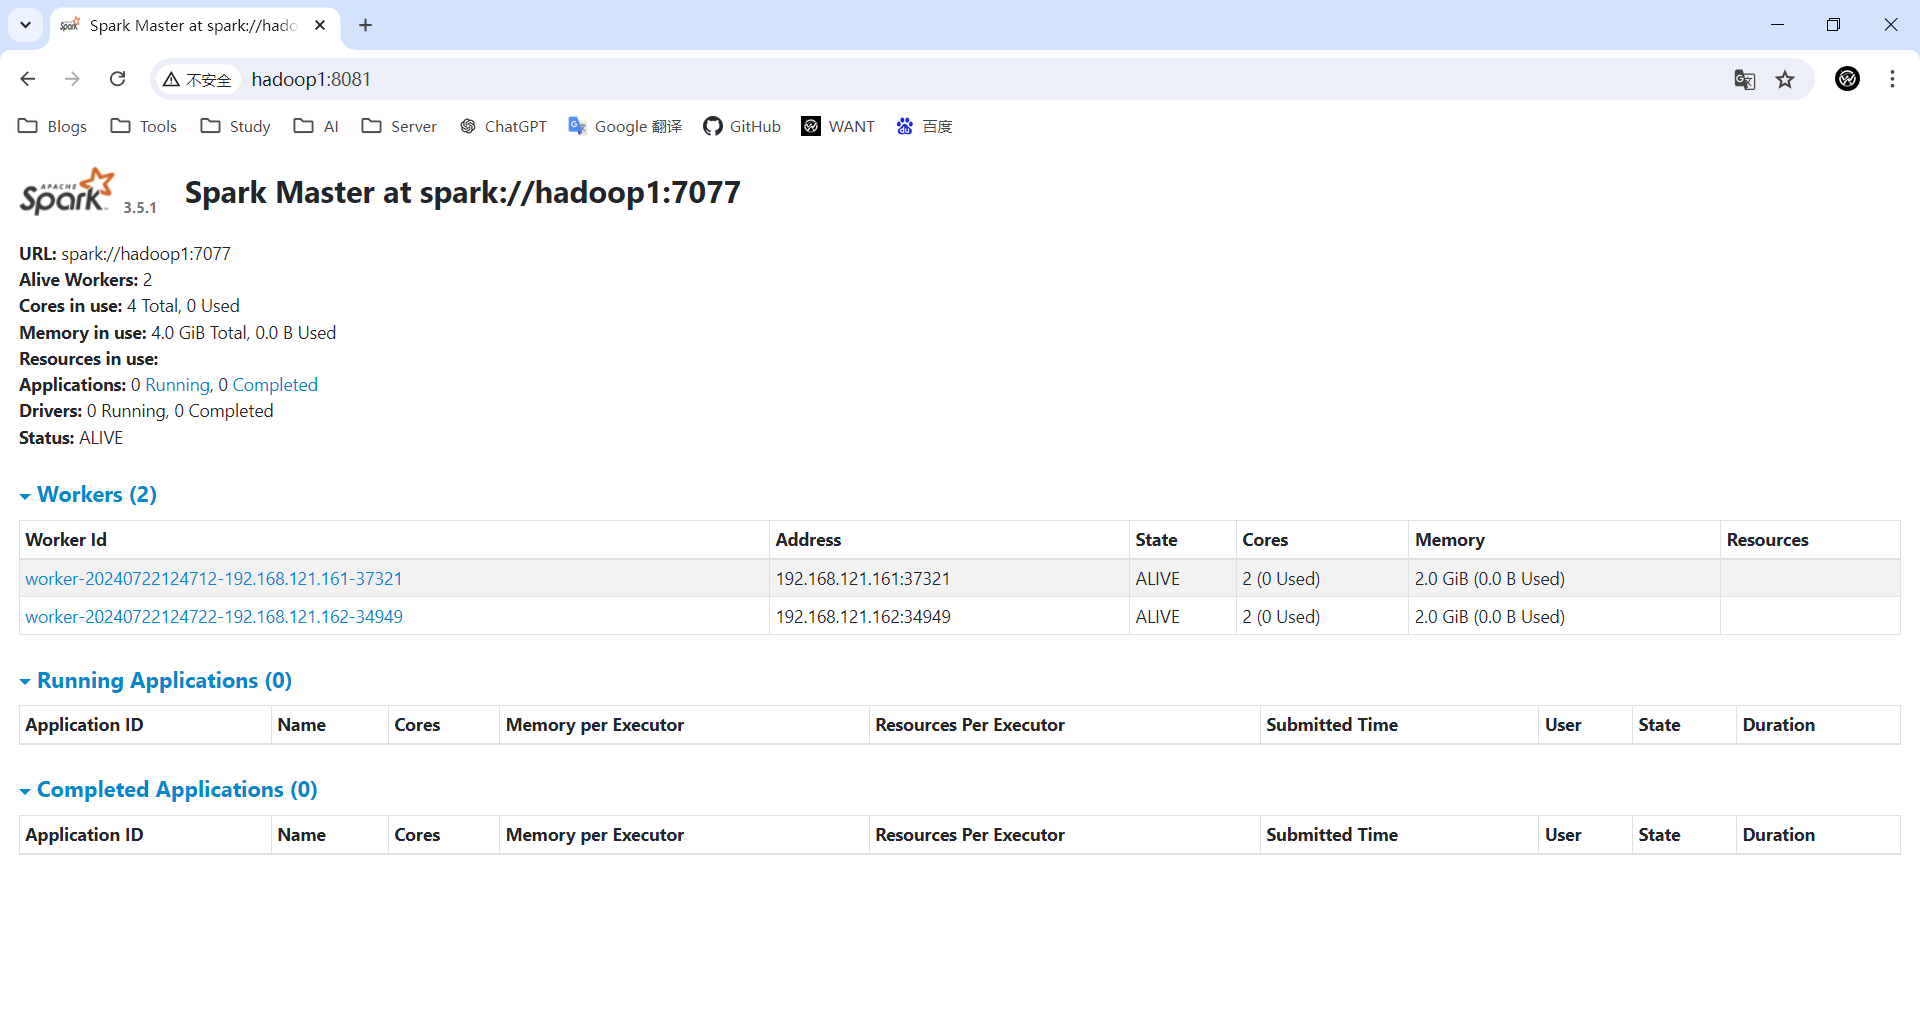 Spark Master at spark://hado
不安全 hadoop1:8081
Blogs Tools Study AI Server ChatGPT Google 翻译 GitHub WANT 百度
APACHE Spark 3.5.1 Spark Master at spark://hadoop1:7077
URL: spark://hadoop1:7077
Alive Workers: 2
Cores in use: 4 Total, 0 Used
Memory in use: 4.0 GiB Total, 0.0 B Used
Resources in use:
Applications: 0 Running, 0 Completed
Drivers: 0 Running, 0 Completed
Status: ALIVE
Workers (2)
Worker Id Address State Cores Memory Resources
worker-20240722124712-192.168.121.161-37321 192.168.121.161:37321 ALIVE 2 (0 Used) 2.0 GiB (0.0 B Used)
worker-20240722124722-192.168.121.162-34949 192.168.121.162:34949 ALIVE 2 (0 Used) 2.0 GiB (0.0 B Used)
Running Applications (0)
Application ID Name Cores Memory per Executor Resources Per Executor Submitted Time User State Duration
Completed Applications (0)
Application ID Name Cores Memory per Executor Resources Per Executor Submitted Time User State Duration